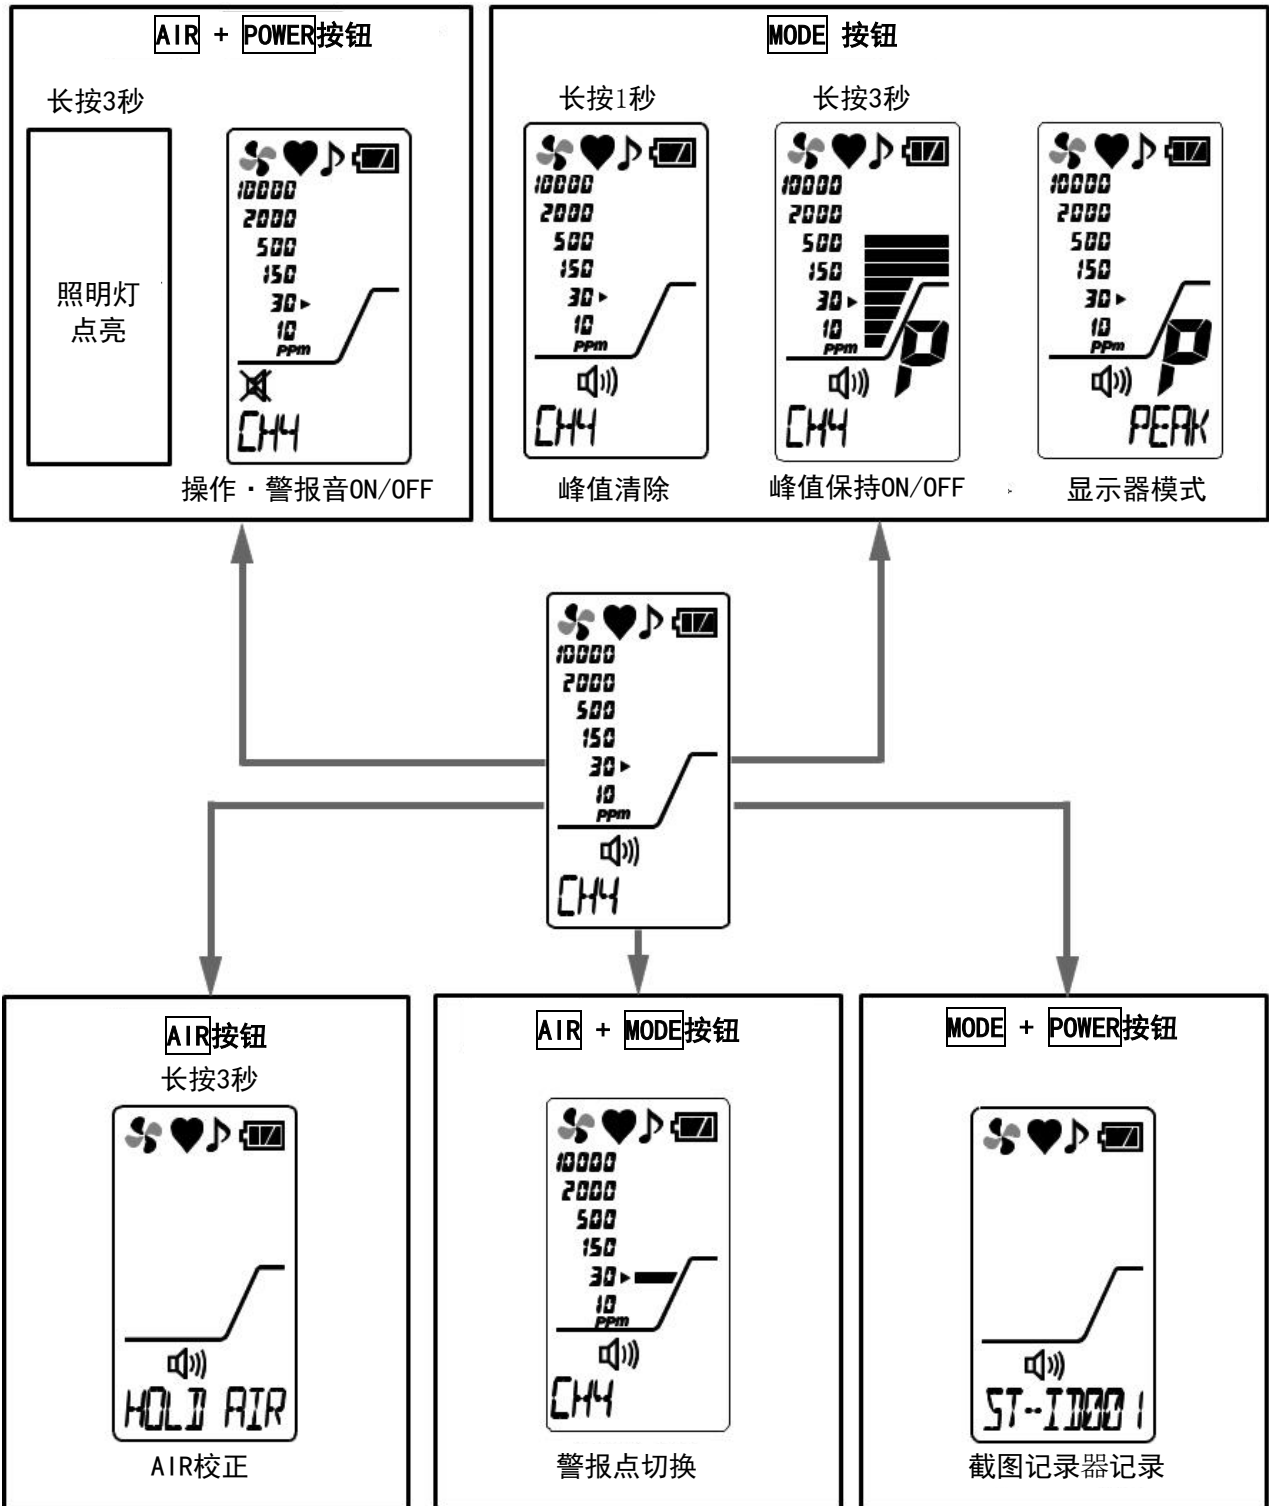 AIR + POWER按钮
长按3秒
照明灯
点亮
10000
2000
500
150
30
10
PPm
CH4
操作·警报音ON/OFF
MODE 按钮
长按1秒
10000
2000
500
150
30
10
PPm
CH4
峰值清除
长按3秒
10000
2000
500
150
30
10
PPm
P
CH4
峰值保持ON/OFF
10000
2000
500
150
30
10
PPm
P
PEAK
显示器模式
10000
2000
500
150
30
10
PPm
CH4
AIR按钮
长按3秒
HOLD AIR
AIR校正
AIR + MODE按钮
10000
2000
500
150
30
10
PPm
CH4
警报点切换
MODE + POWER按钮
ST-ID001
截图记录器记录